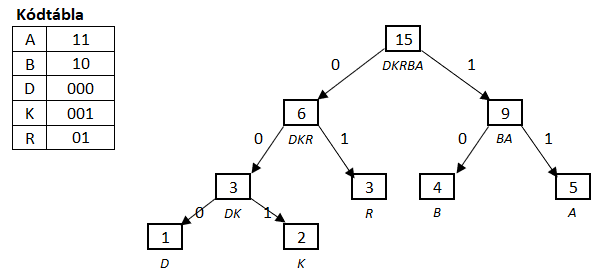 Kódtábla
A 11
B 10
D 000
K 001
R 01
15
DKRBA
0 1
6 9
DKR BA
0 1 0 1
3 3 4 5
DK R B A
0 1
1 2
D K